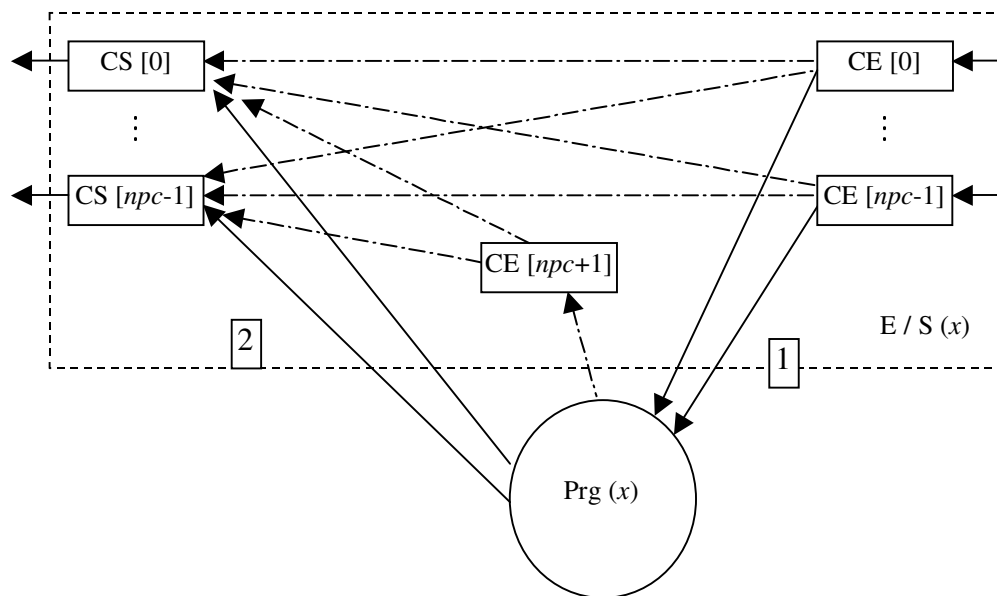 CS [0]
CE [0]
⋮
⋮
CS [npc-1]
CE [npc-1]
CE [npc+1]
E / S (x)
2
1
Prg (x)